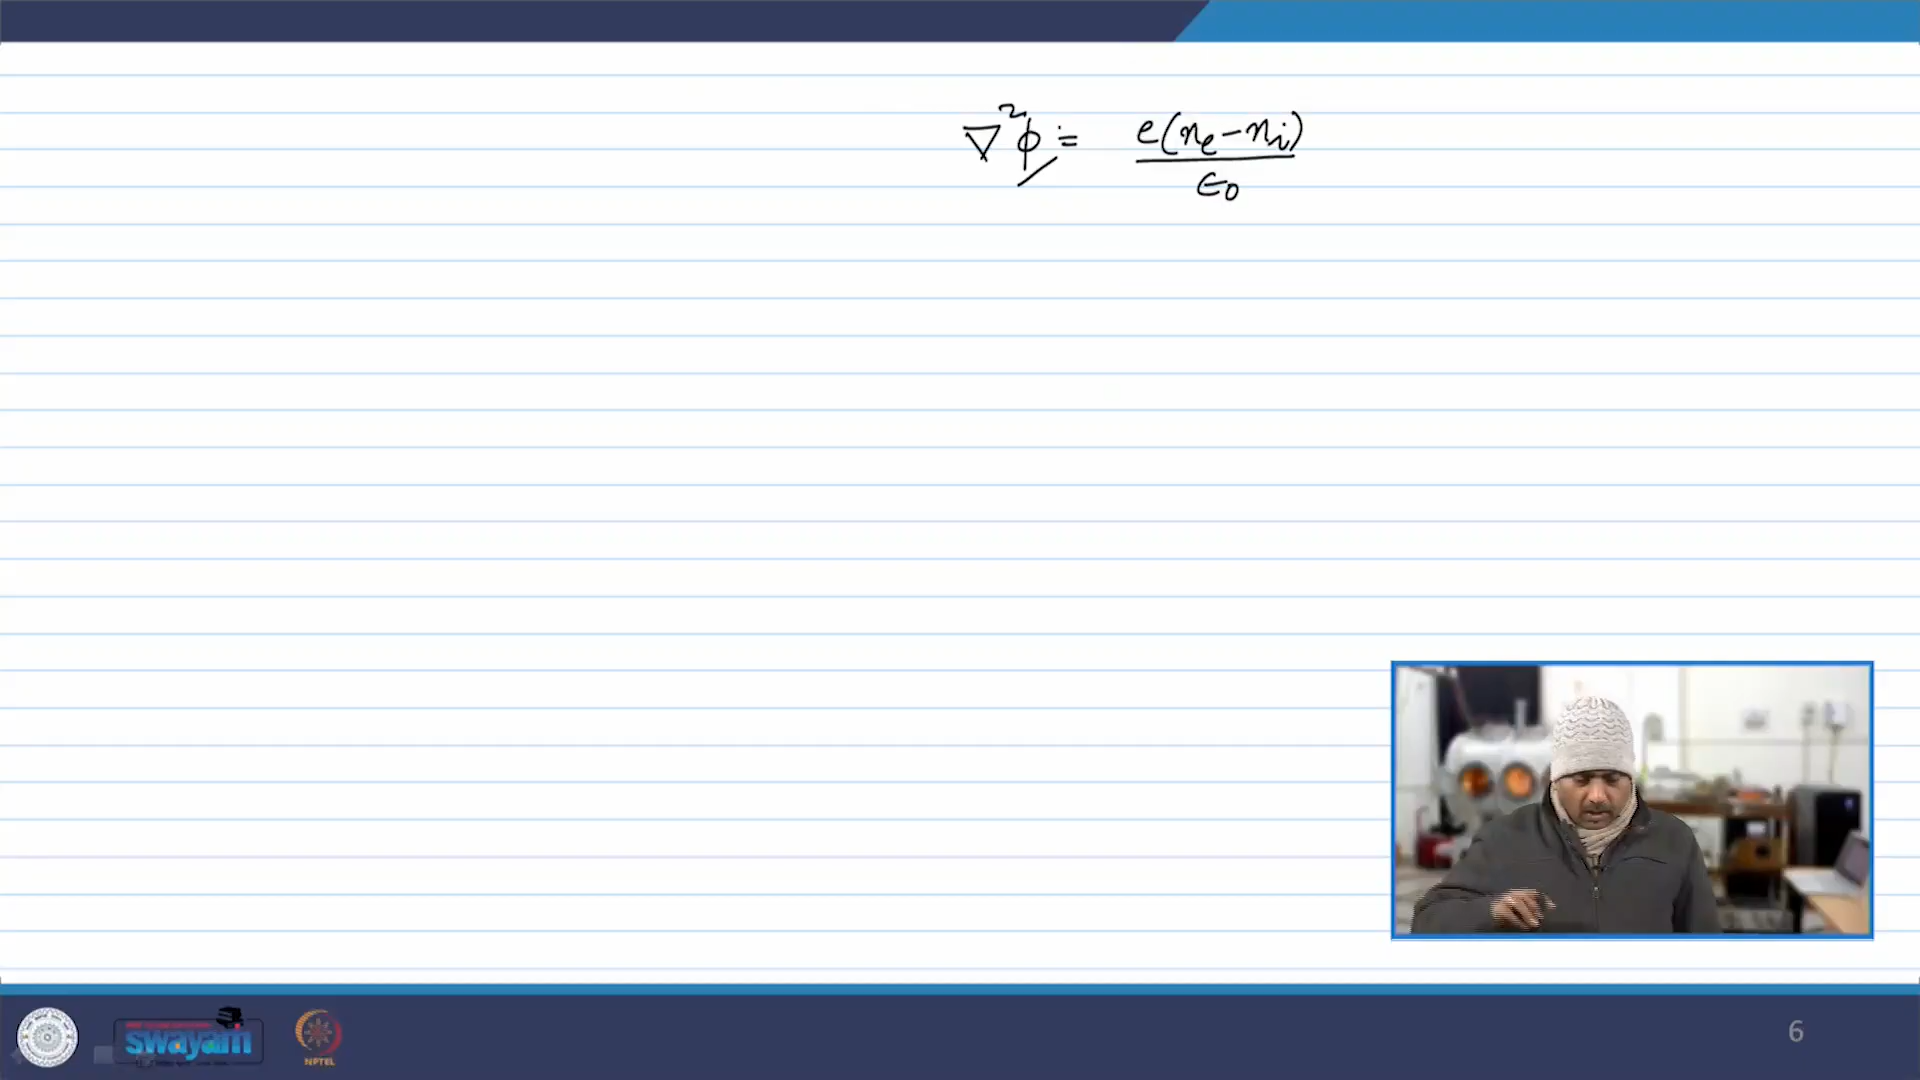 ∇²φ = e(nₑ-nᵢ)/ε₀
swayam
NPTEL
6